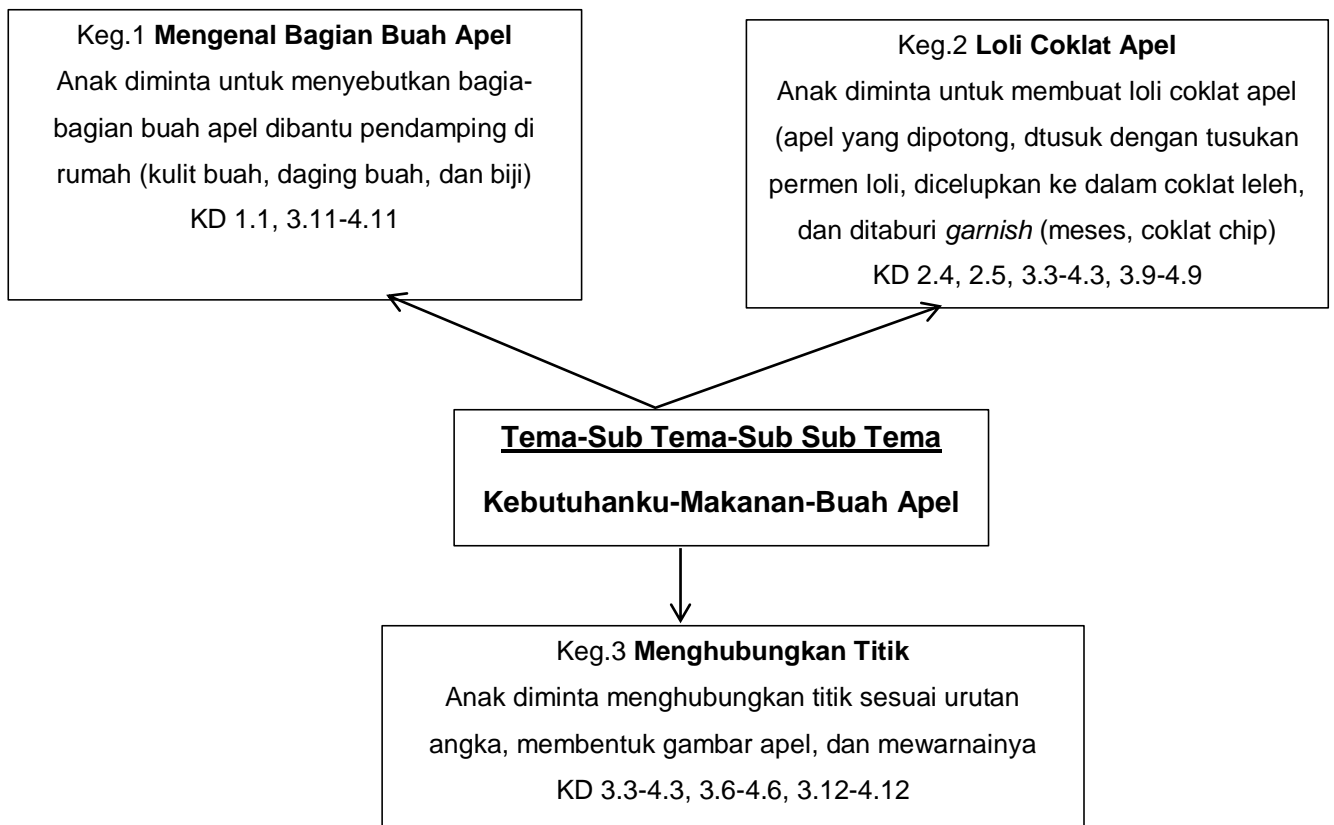 Keg.1 Mengenal Bagian Buah Apel
Anak diminta untuk menyebutkan bagia-
bagian buah apel dibantu pendamping di
rumah (kulit buah, daging buah, dan biji)
KD 1.1, 3.11-4.11
Keg.2 Loli Coklat Apel
Anak diminta untuk membuat loli coklat apel
(apel yang dipotong, dtusuk dengan tusukan
permen loli, dicelupkan ke dalam coklat leleh,
dan ditaburi garnish (meses, coklat chip)
KD 2.4, 2.5, 3.3-4.3, 3.9-4.9
Tema-Sub Tema-Sub Sub Tema
Kebutuhanku-Makanan-Buah Apel
Keg.3 Menghubungkan Titik
Anak diminta menghubungkan titik sesuai urutan
angka, membentuk gambar apel, dan mewarnainya
KD 3.3-4.3, 3.6-4.6, 3.12-4.12